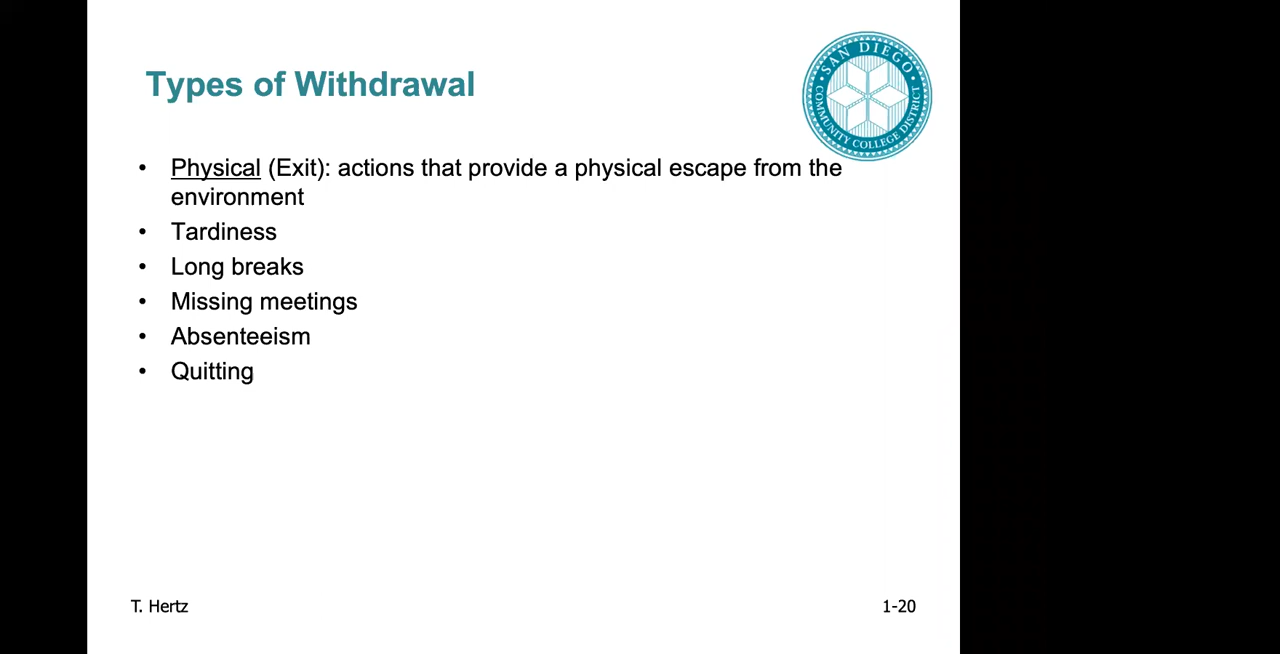 SAN DIEGO
COMMUNITY COLLEGE DISTRICT
Types of Withdrawal
• Physical (Exit): actions that provide a physical escape from the
environment
• Tardiness
• Long breaks
• Missing meetings
• Absenteeism
• Quitting
T. Hertz
1-20